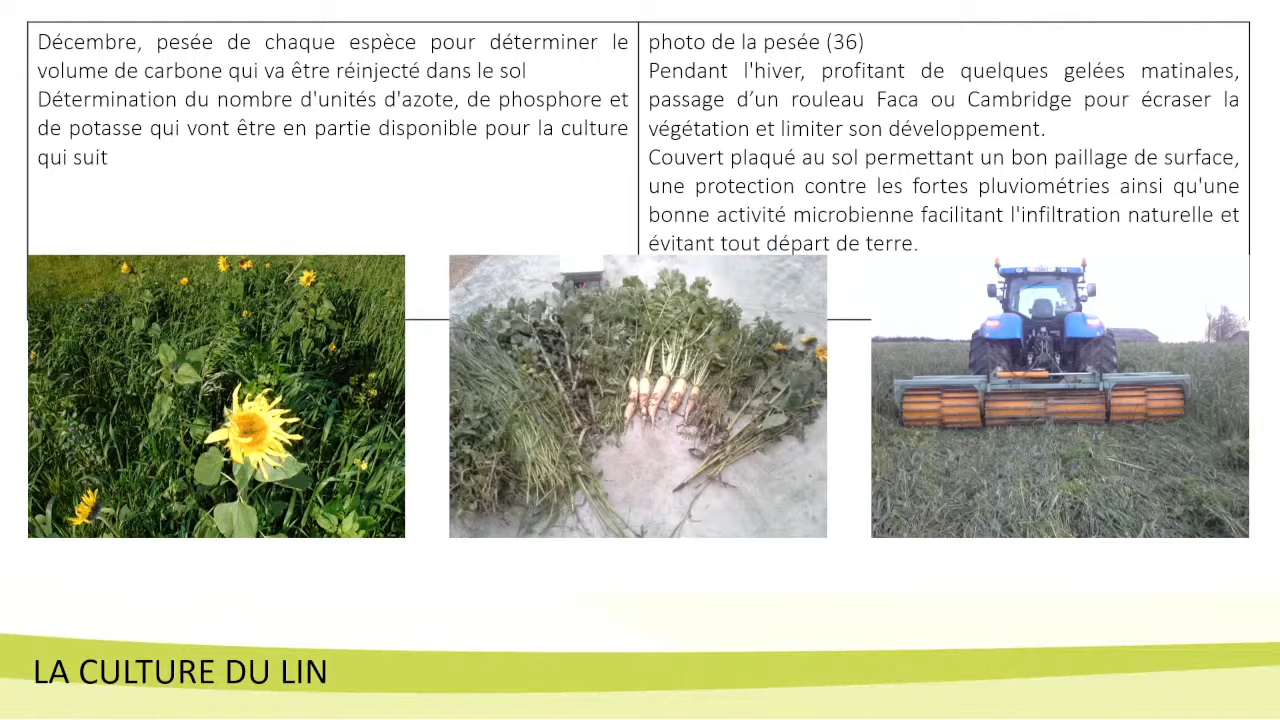 Décembre, pesée de chaque espèce pour déterminer le
volume de carbone qui va être réinjecté dans le sol
Détermination du nombre d'unités d'azote, de phosphore et
de potasse qui vont être en partie disponible pour la culture
qui suit
photo de la pesée (36)
Pendant l'hiver, profitant de quelques gelées matinales,
passage d’un rouleau Faca ou Cambridge pour écraser la
végétation et limiter son développement.
Couvert plaqué au sol permettant un bon paillage de surface,
une protection contre les fortes pluviométries ainsi qu'une
bonne activité microbienne facilitant l'infiltration naturelle et
évitant tout départ de terre.
LA CULTURE DU LIN